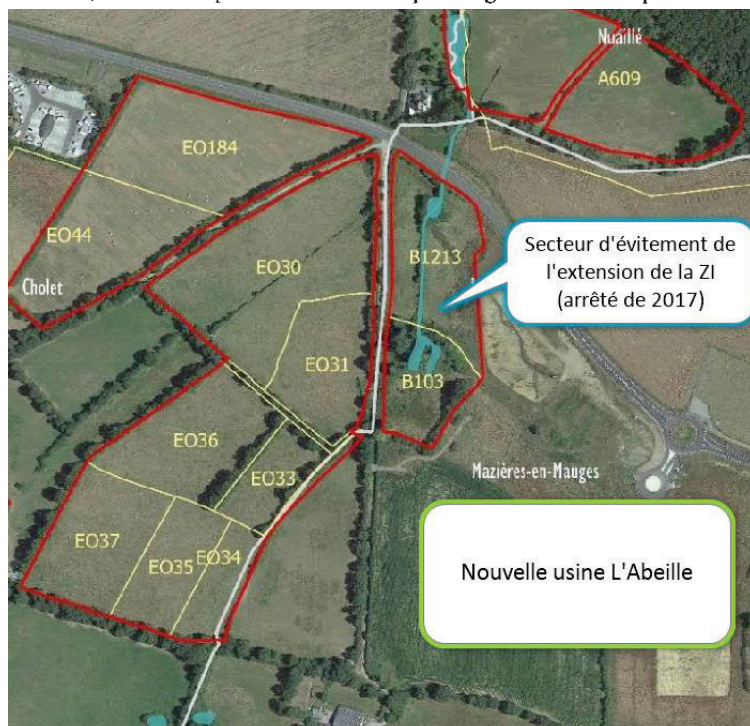 Nuaillé
A609
EO184
EO44
Cholet
EO30
B1213
Secteur d'évitement de
l'extension de la ZI
(arrêté de 2017)
EO31
B103
EO36
EO33
Mazières-en-Mauges
EO37
EO35
EO34
Nouvelle usine L'Abeille